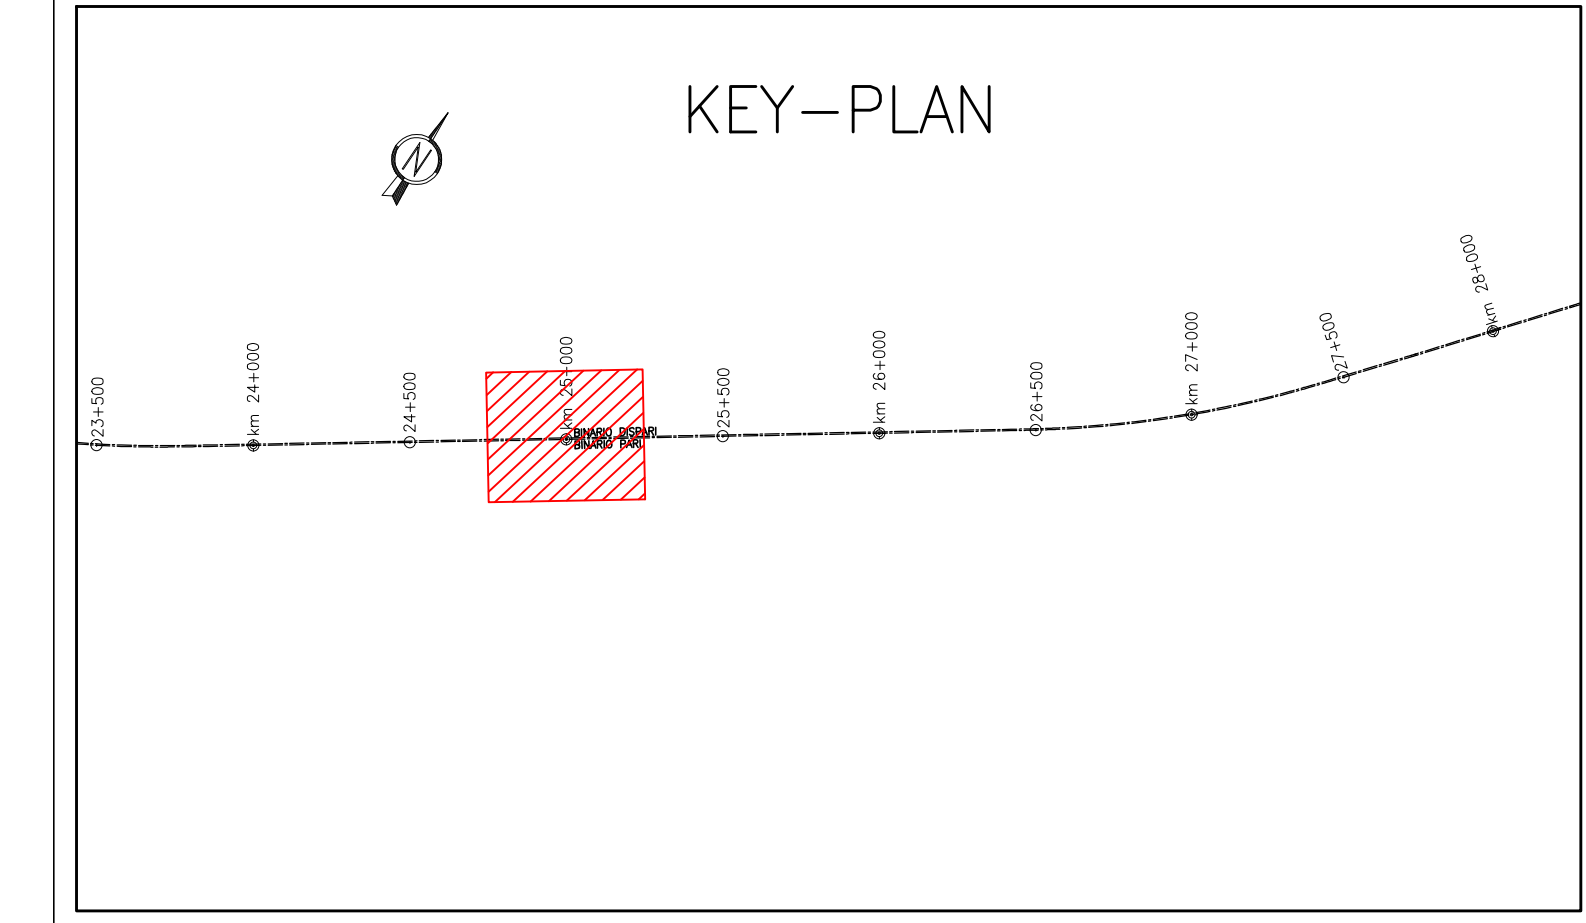 KEY-PLAN
N
23+500
km 24+000
24+500
km 25+000
BINARIO DISPARI
BINARIO PARI
25+500
km 26+000
26+500
km 27+000
27+500
km 28+000